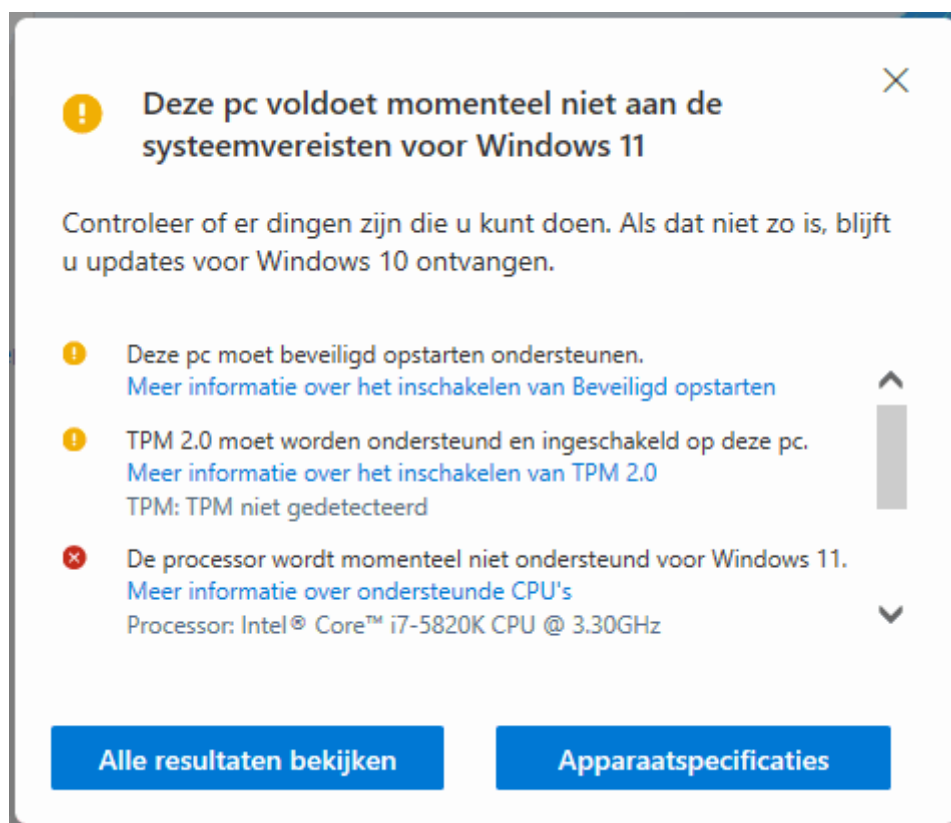 Deze pc voldoet momenteel niet aan de
systeemvereisten voor Windows 11
Controleer of er dingen zijn die u kunt doen. Als dat niet zo is, blijft
u updates voor Windows 10 ontvangen.
Deze pc moet beveiligd opstarten ondersteunen.
Meer informatie over het inschakelen van Beveiligd opstarten
TPM 2.0 moet worden ondersteund en ingeschakeld op deze pc.
Meer informatie over het inschakelen van TPM 2.0
TPM: TPM niet gedetecteerd
De processor wordt momenteel niet ondersteund voor Windows 11.
Meer informatie over ondersteunde CPU's
Processor: Intel® Core™ i7-5820K CPU @ 3.30GHz
Alle resultaten bekijken
Apparaatspecificaties